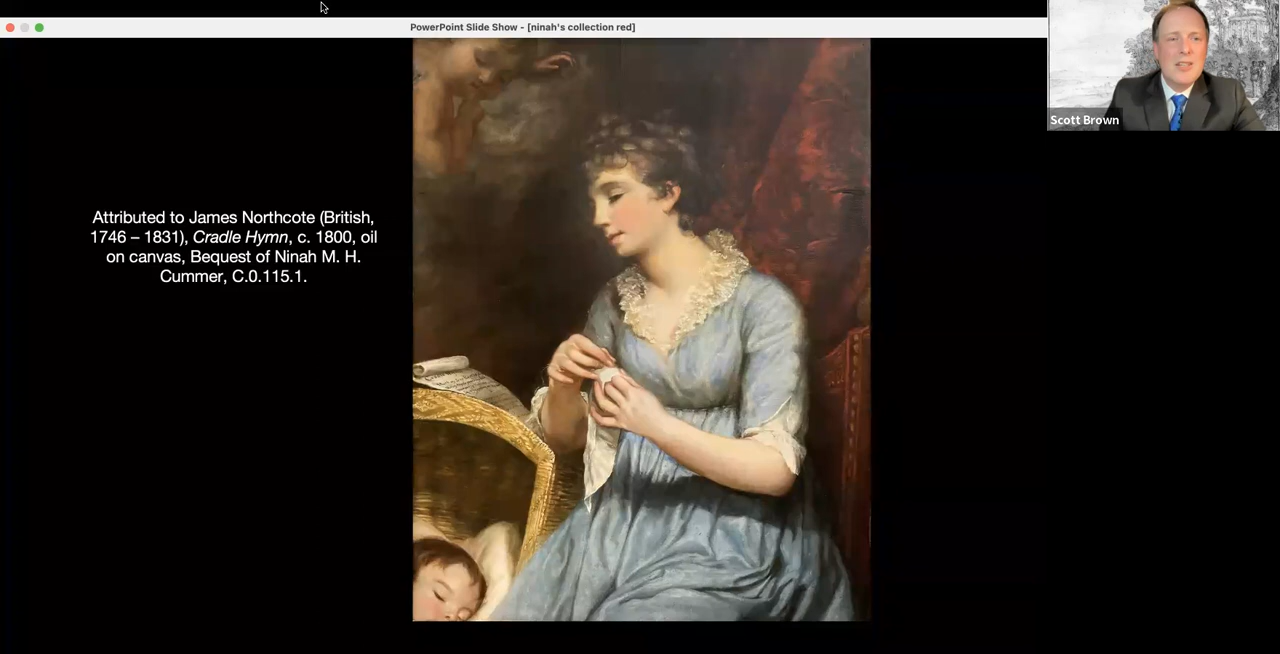 PowerPoint Slide Show - [ninah's collection red]
Scott Brown
Attributed to James Northcote (British,
1746 – 1831), Cradle Hymn, c. 1800, oil
on canvas, Bequest of Ninah M. H.
Cummer, C.0.115.1.